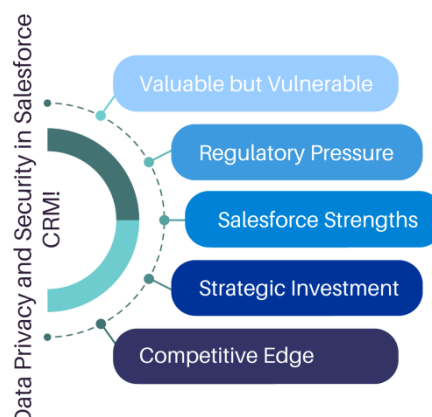 Data Privacy and Security in Salesforce
CRM!
Valuable but Vulnerable
Regulatory Pressure
Salesforce Strengths
Strategic Investment
Competitive Edge